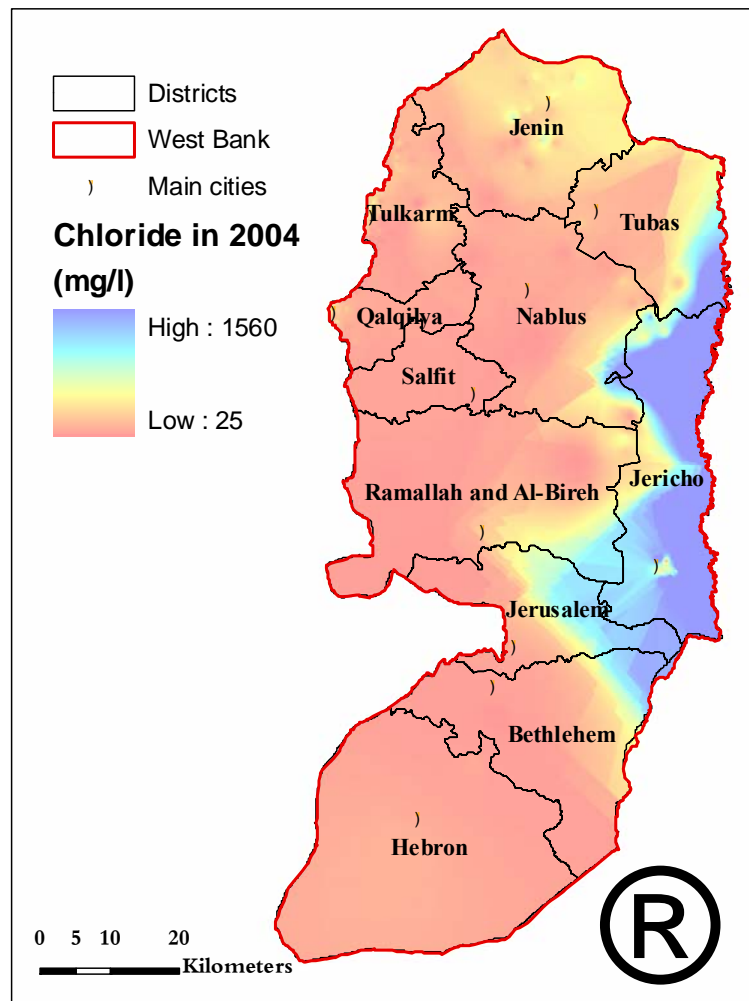 Districts
West Bank
Main cities
Chloride in 2004
(mg/l)
High : 1560
Low : 25
Jenin
Tulkarm
Tubas
Qalqilya
Nablus
Salfit
Ramallah and Al-Bireh
Jericho
Jerusalem
Bethlehem
Hebron
0 5 10 20
Kilometers
®